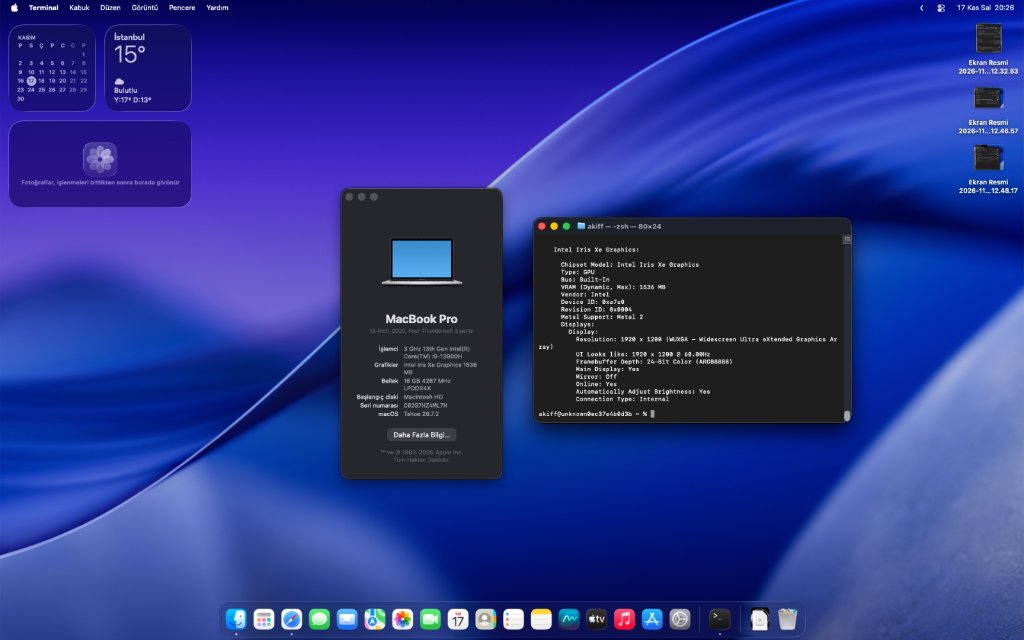 Terminal Kabuk Düzen Görüntü Pencere Yardım
17 Kas Sal 20:26
KASIM
P S Ç P C C P
1
2 3 4 5 6 7 8
9 10 11 12 13 14 15
16 17 18 19 20 21 22
23 24 25 26 27 28 29
30
İstanbul
15°
Bulutlu
Y:17° D:13°
Fotoğraflar, işlenmeleri bittikten sonra burada görünür
Ekran Resmi
2026-11...12.32.53
Ekran Resmi
2026-11...12.46.57
Ekran Resmi
2026-11...12.48.17
MacBook Pro
13-inch, 2020, Four Thunderbolt 3 ports
İşlemci 3 GHz 13th Gen Intel(R)
Core(TM) i9-13900H
Grafikler Intel Iris Xe Graphics 1536
MB
Bellek 16 GB 4267 MHz
LPDDR4X
Başlangıç diski Macintosh HD
Seri numarası
macOS Tahoe 26.7.2
Daha Fazla Bilgi...
™ ve © 1983-2026 Apple Inc.
Tüm Hakları Saklıdır.
akiff — -zsh — 80×24
Intel Iris Xe Graphics:
Chipset Model: Intel Iris Xe Graphics
Type: GPU
Bus: Built-In
VRAM (Dynamic, Max): 1536 MB
Vendor: Intel
Device ID: 0xa7a0
Revision ID: 0x0004
Metal Support: Metal 2
Displays:
Display:
Resolution: 1920 x 1200 (WUXGA - Widescreen Ultra eXtended Graphics Ar
ray)
UI Looks like: 1920 x 1200 @ 60.00Hz
Framebuffer Depth: 24-Bit Color (ARGB8888)
Main Display: Yes
Mirror: Off
Online: Yes
Automatically Adjust Brightness: Yes
Connection Type: Internal
akiff@unknown0ec37e4b0d3b ~ %
17
tv